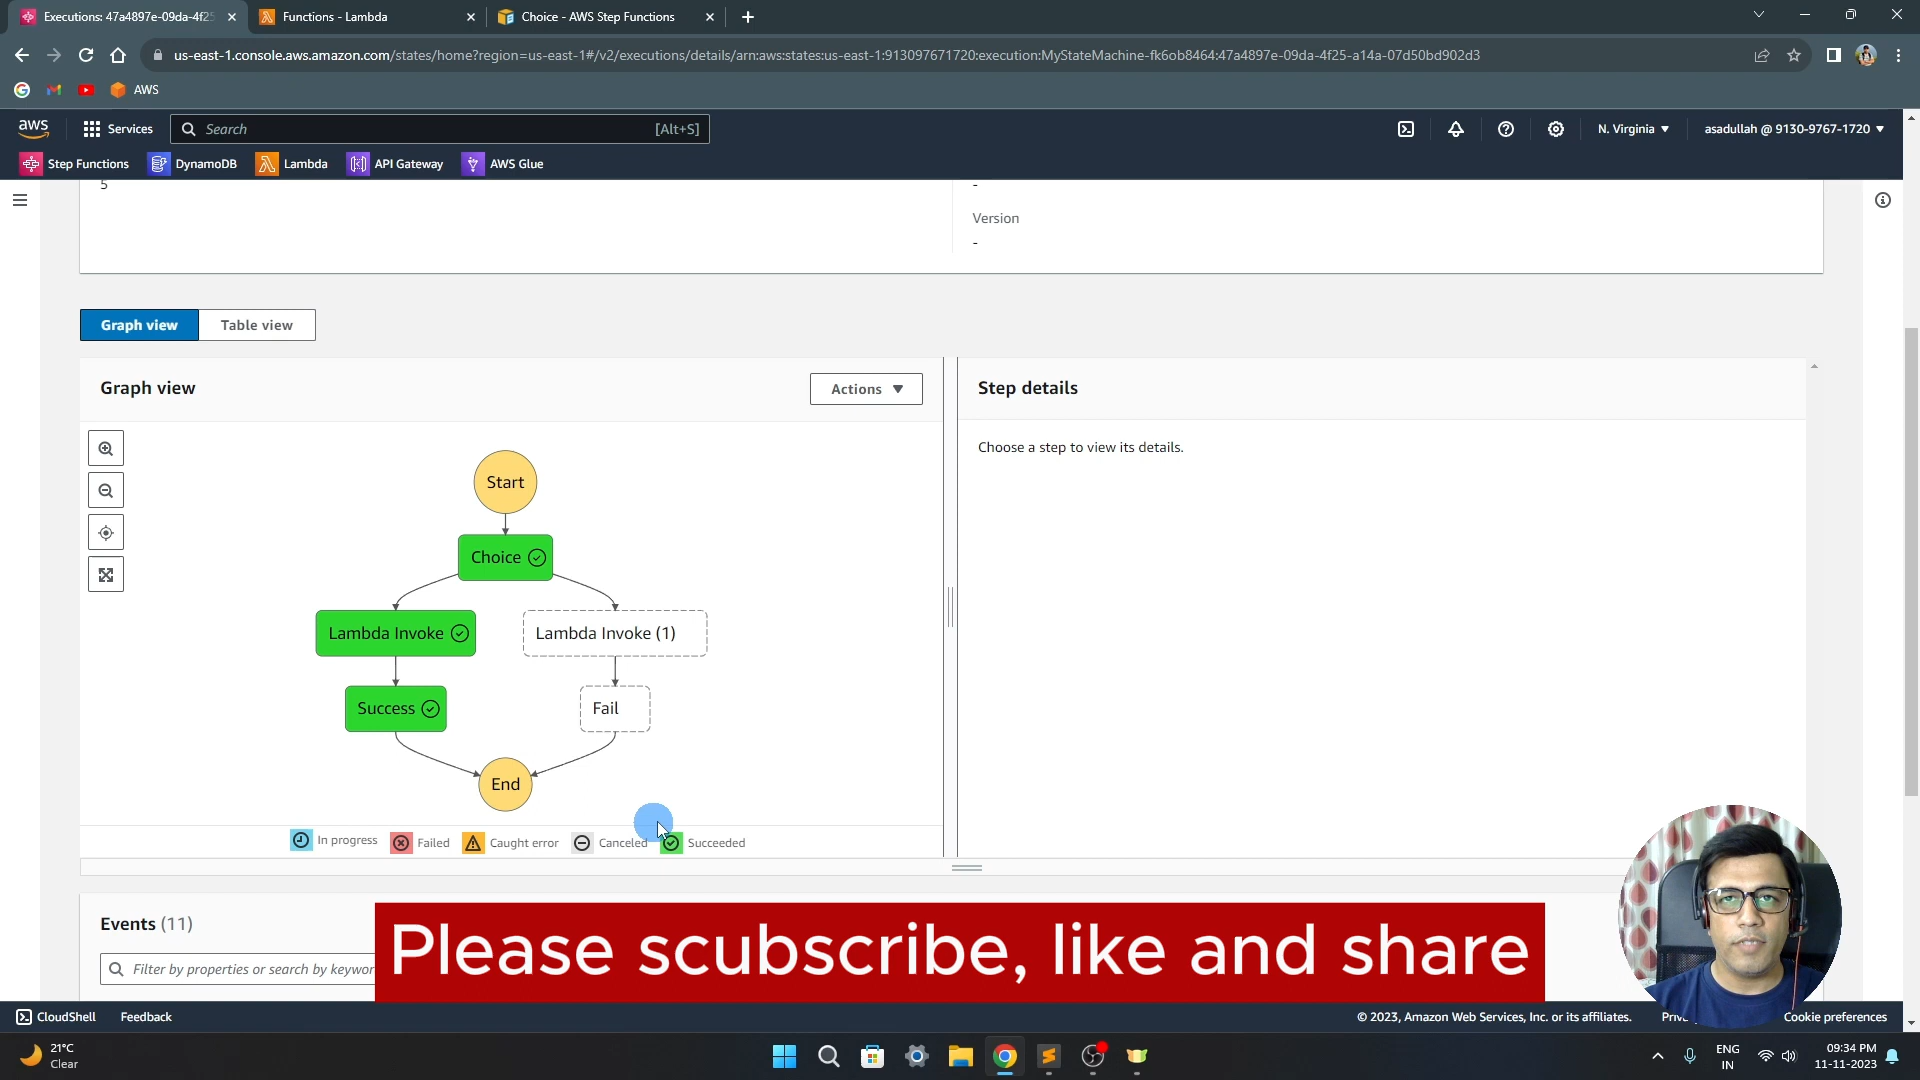 Executions: 47a4897e-09da-4f25
Functions - Lambda
Choice - AWS Step Functions
us-east-1.console.aws.amazon.com/states/home?region=us-east-1#/v2/executions/details/arn:aws:states:us-east-1:913097671720:execution:MyStateMachine-fk6ob8464:47a4897e-09da-4f25-a14a-07d50bd902d3
AWS
aws
Services
Search
[Alt+S]
N. Virginia
asadullah @ 9130-9767-1720
Step Functions
DynamoDB
Lambda
API Gateway
AWS Glue
5
-
Version
-
Graph view
Table view
Graph view
Actions
Step details
Choose a step to view its details.
Start
Choice
Lambda Invoke
Lambda Invoke (1)
Success
Fail
End
In progress
Failed
Caught error
Canceled
Succeeded
Events (11)
Filter by properties or search by keywor
Please scubscribe, like and share
CloudShell
Feedback
© 2023, Amazon Web Services, Inc. or its affiliates.
Cookie preferences
21°C
Clear
ENG
IN
09:34 PM
11-11-2023